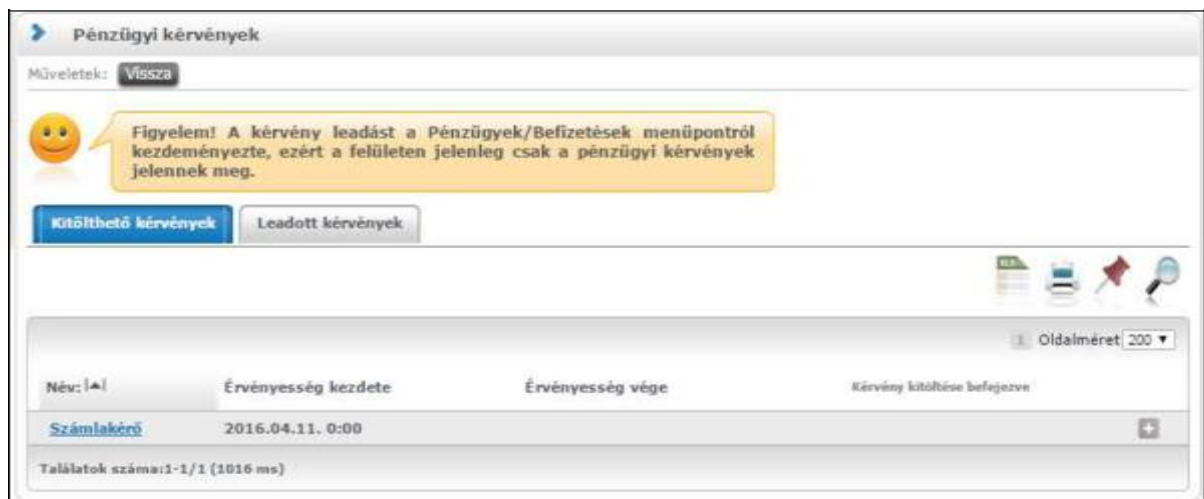 Pénzügyi kérvények
Műveletek: Vissza
Figyelem! A kérvény leadást a Pénzügyek/Befizetések menüpontról
kezdeményezte, ezért a felületen jelenleg csak a pénzügyi kérvények
jelennek meg.
Kitölthető kérvények Leadott kérvények
XLS
1 Oldalméret 200
Név: Érvényesség kezdete Érvényesség vége Kérvény kitöltése befejezve
Számlakérő 2016.04.11. 0:00
Találatok száma:1-1/1 (1016 ms)